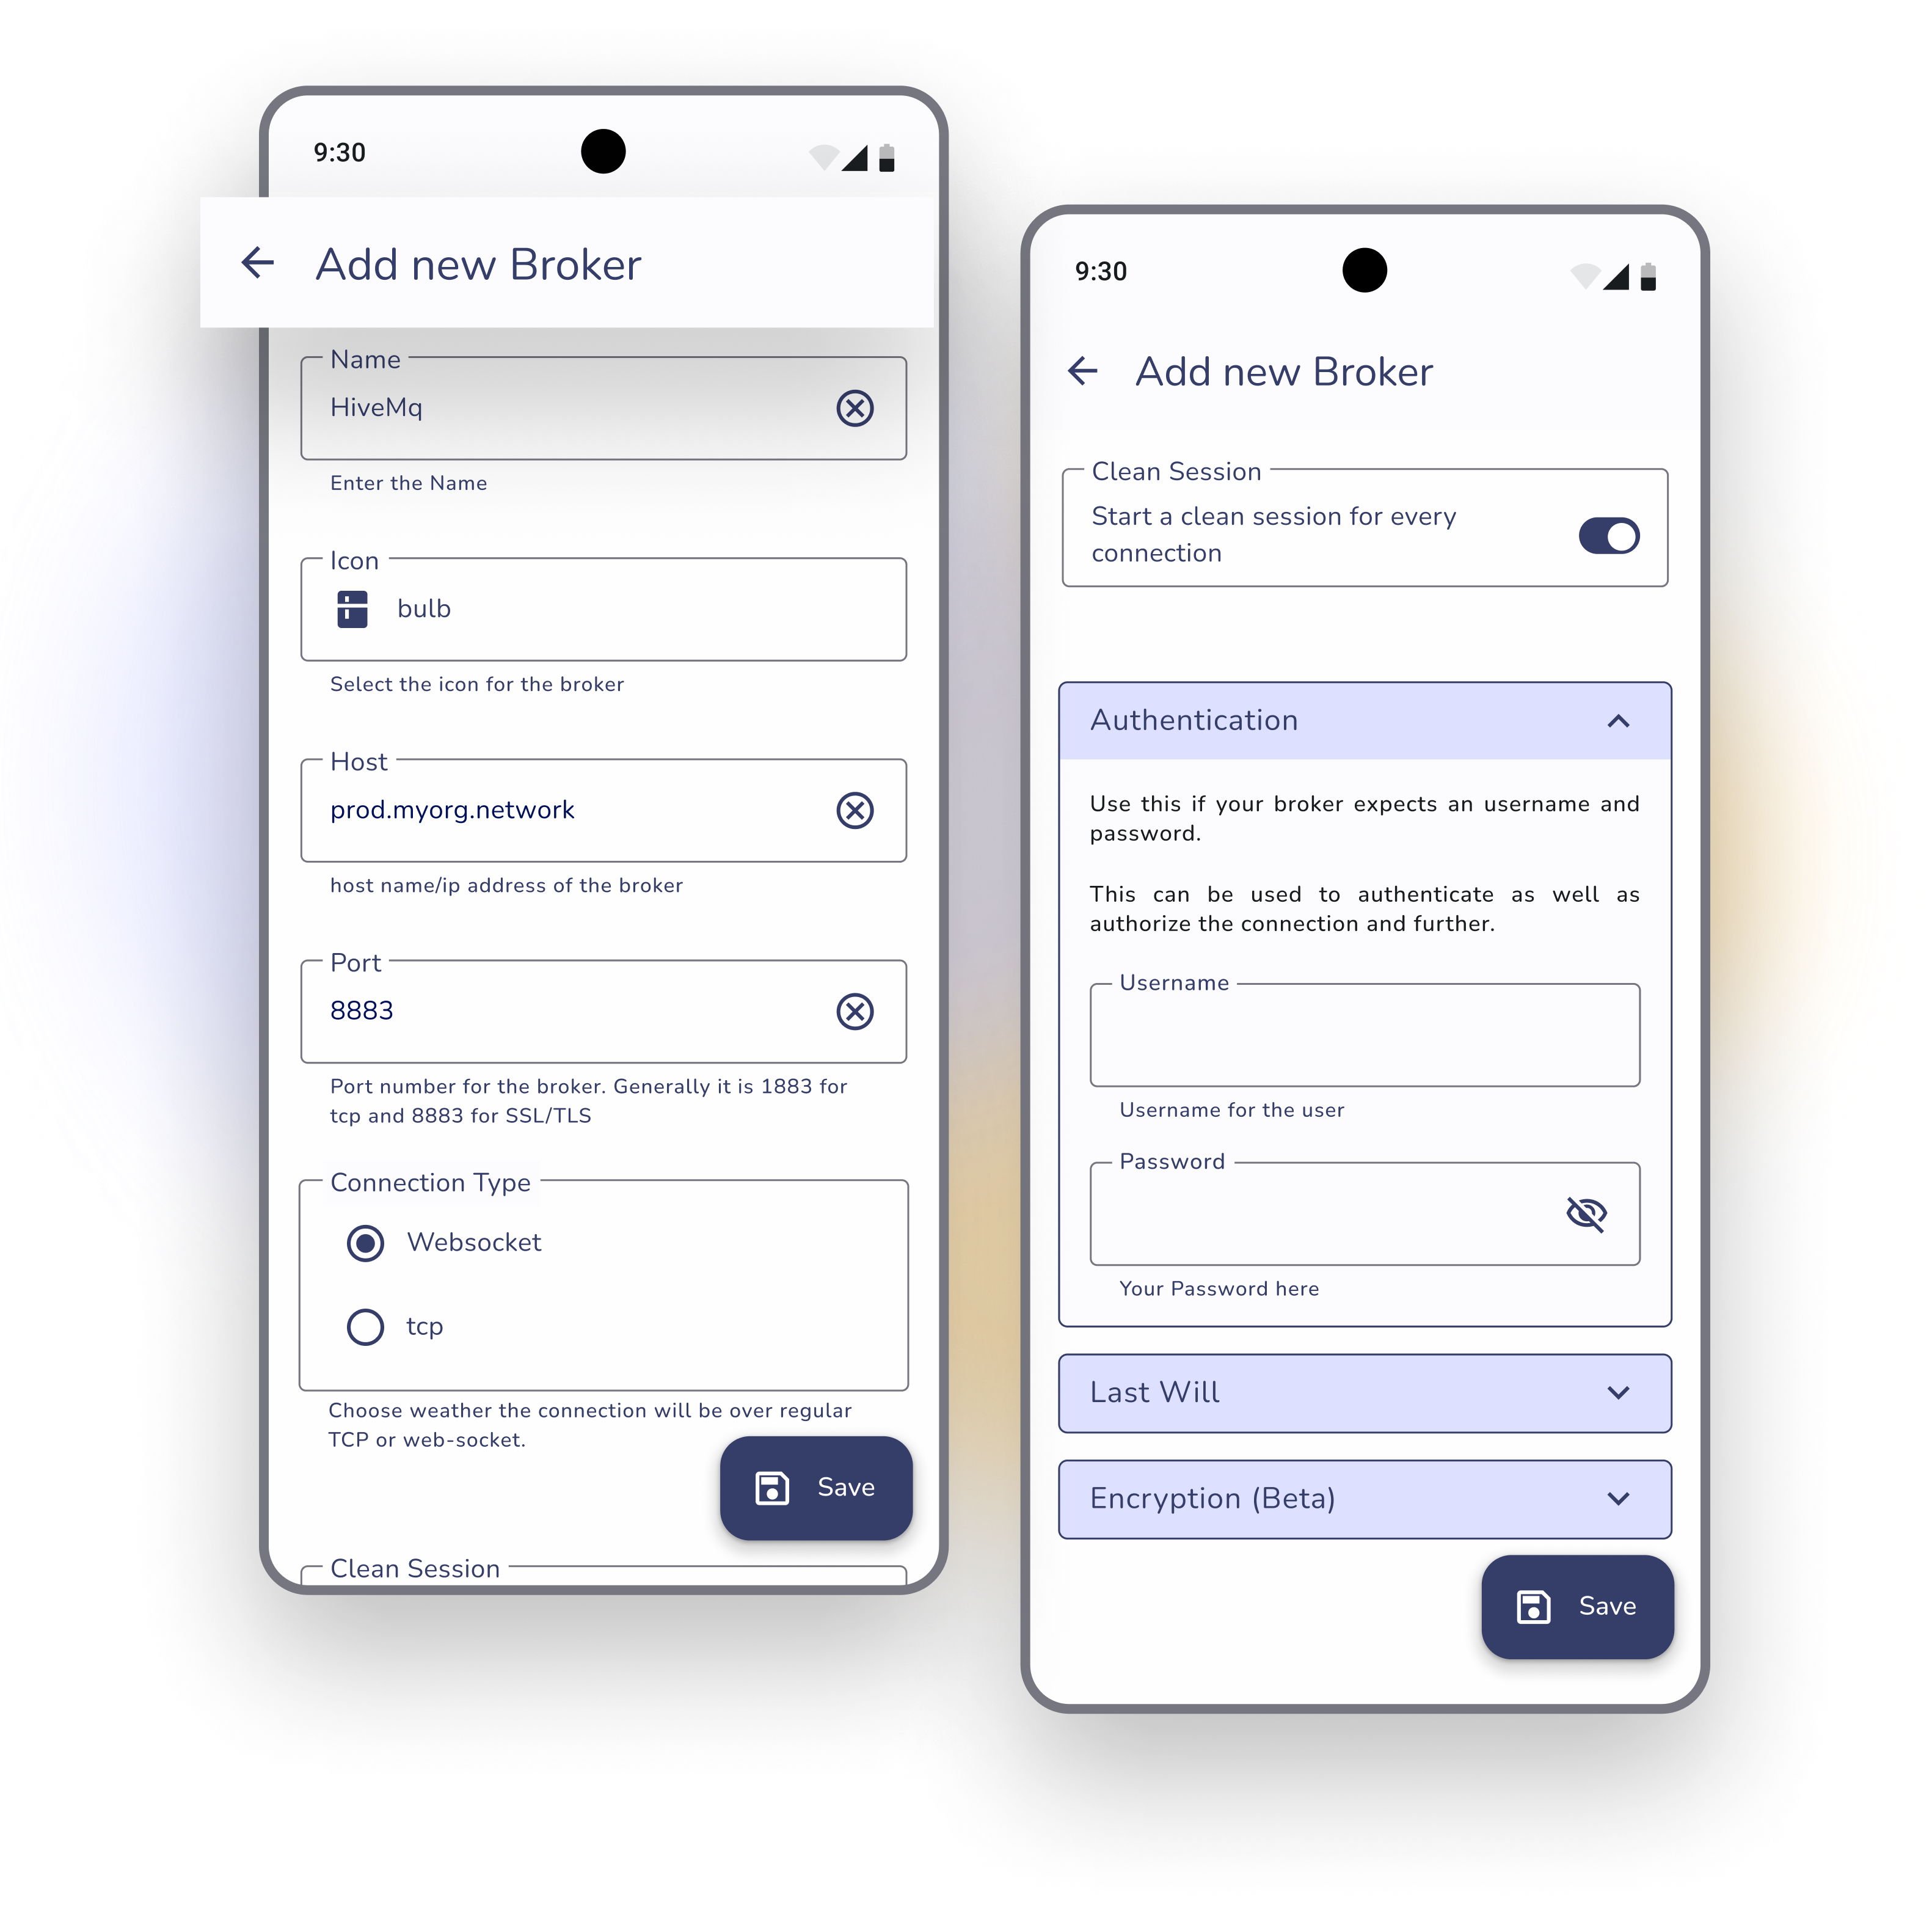 9:30
Add new Broker
Name
HiveMq
Enter the Name
Icon
bulb
Select the icon for the broker
Host
prod.myorg.network
host name/ip address of the broker
Port
8883
Port number for the broker. Generally it is 1883 for
tcp and 8883 for SSL/TLS
Connection Type
Websocket
tcp
Choose weather the connection will be over regular
TCP or web-socket.
Save
Clean Session
9:30
Add new Broker
Clean Session
Start a clean session for every
connection
Authentication
Use this if your broker expects an username and
password.
This can be used to authenticate as well as
authorize the connection and further.
Username
Username for the user
Password
Your Password here
Last Will
Encryption (Beta)
Save